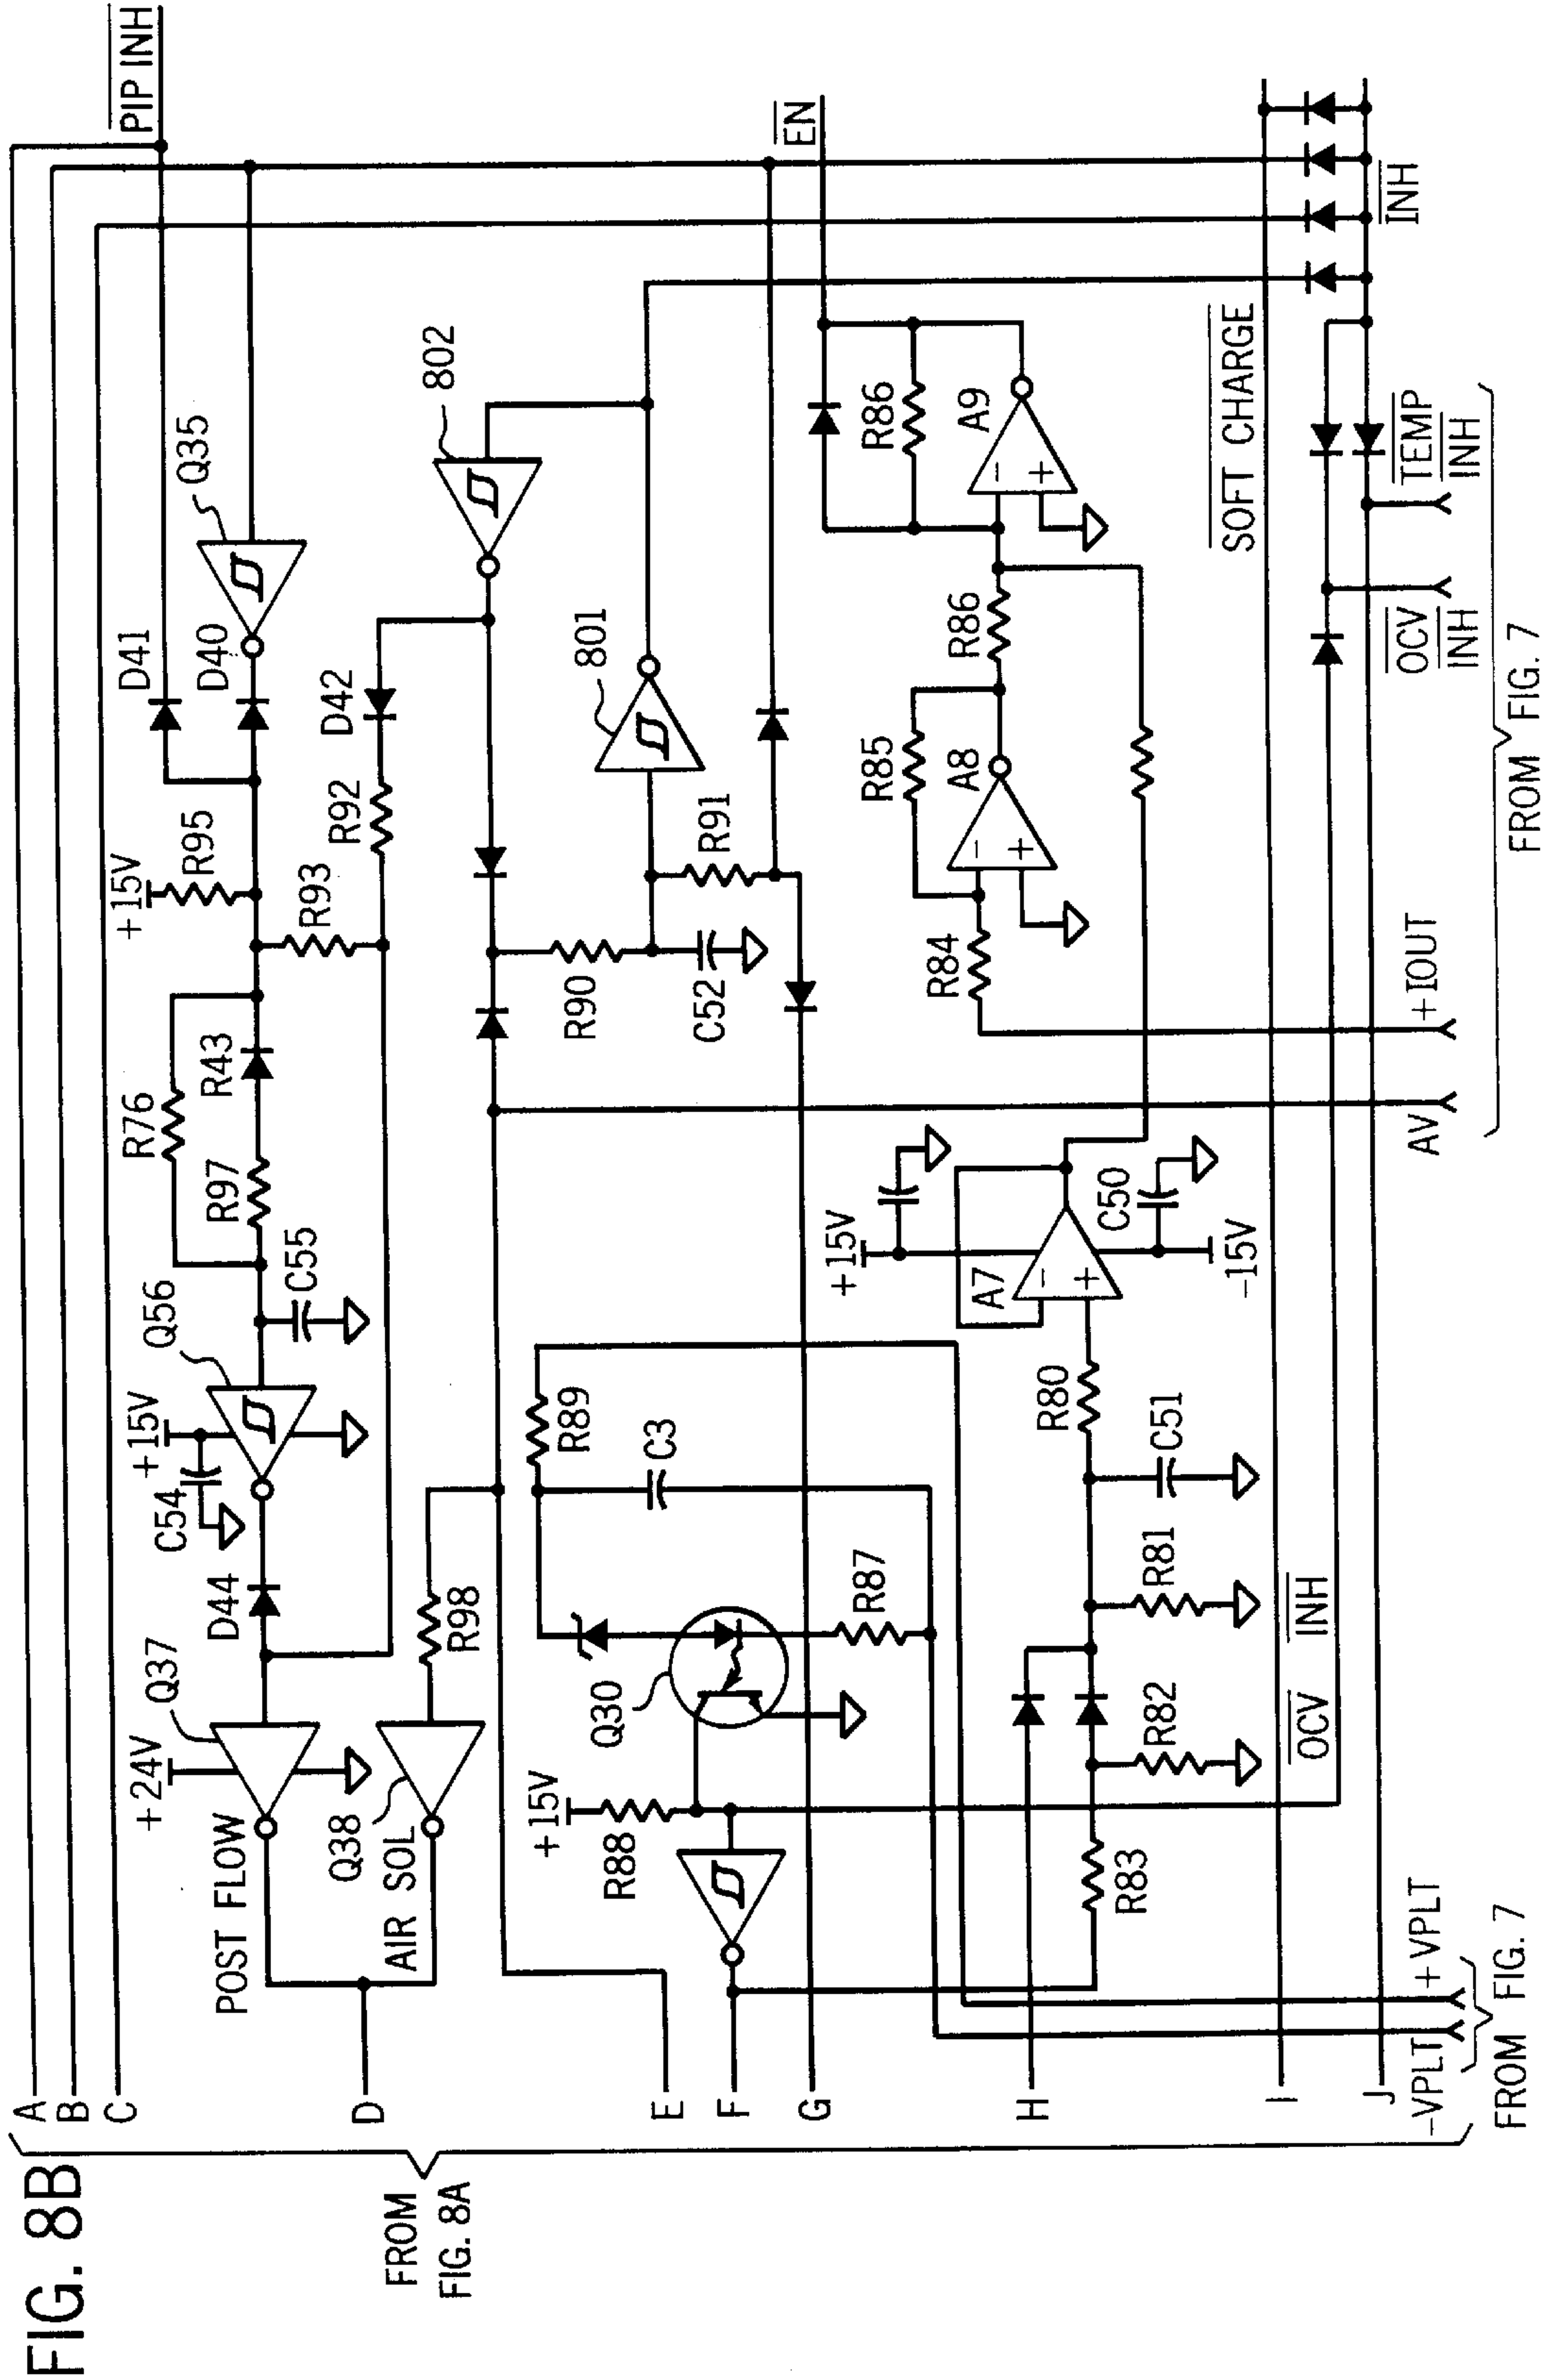 FIG. 8B
FROM
FIG. 8A
A
B
C
D
E
F
G
H
I
J
-VPLT
+VPLT
FROM FIG. 7
PIP INH
+24V
Q37
POST FLOW
Q38
AIR SOL
D44
C54
+15V
Q56
C55
R76
R97
R43
+15V
R95
R93
D41
D40
Q35
R92
D42
802
801
R98
R90
C52
R91
EN
+15V
R88
Q30
R87
R89
C3
R83
R82
R81
C51
R80
A7
+15V
-15V
C50
-
+
R84
R85
A8
-
+
R86
R86
A9
-
+
SOFT CHARGE
OCV
INH
INH
AV
+IOUT
OCV
INH
TEMP
INH
FROM FIG. 7